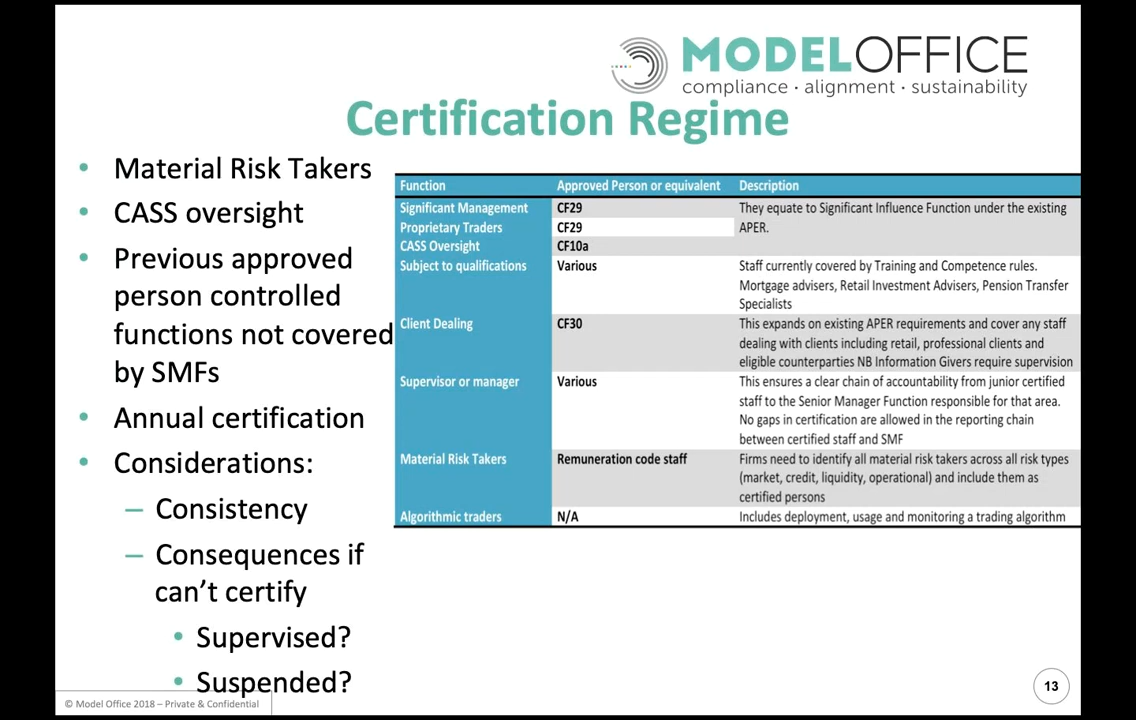 MODELOFFICE
compliance · alignment · sustainability
Certification Regime
• Material Risk Takers
• CASS oversight
• Previous approved
person controlled
functions not covered
by SMFs
• Annual certification
• Considerations:
– Consistency
– Consequences if
can't certify
• Supervised?
• Suspended?
Function Approved Person or equivalent Description
Significant Management CF29 They equate to Significant Influence Function under the existing
Proprietary Traders CF29 APER.
CASS Oversight CF10a
Subject to qualifications Various Staff currently covered by Training and Competence rules.
Mortgage advisers, Retail Investment Advisers, Pension Transfer
Specialists
Client Dealing CF30 This expands on existing APER requirements and cover any staff
dealing with clients including retail, professional clients and
eligible counterparties NB Information Givers require supervision
Supervisor or manager Various This ensures a clear chain of accountability from junior certified
staff to the Senior Manager Function responsible for that area.
No gaps in certification are allowed in the reporting chain
between certified staff and SMF
Material Risk Takers Remuneration code staff Firms need to identify all material risk takers across all risk types
(market, credit, liquidity, operational) and include them as
certified persons
Algorithmic traders N/A Includes deployment, usage and monitoring a trading algorithm
© Model Office 2018 – Private & Confidential
13